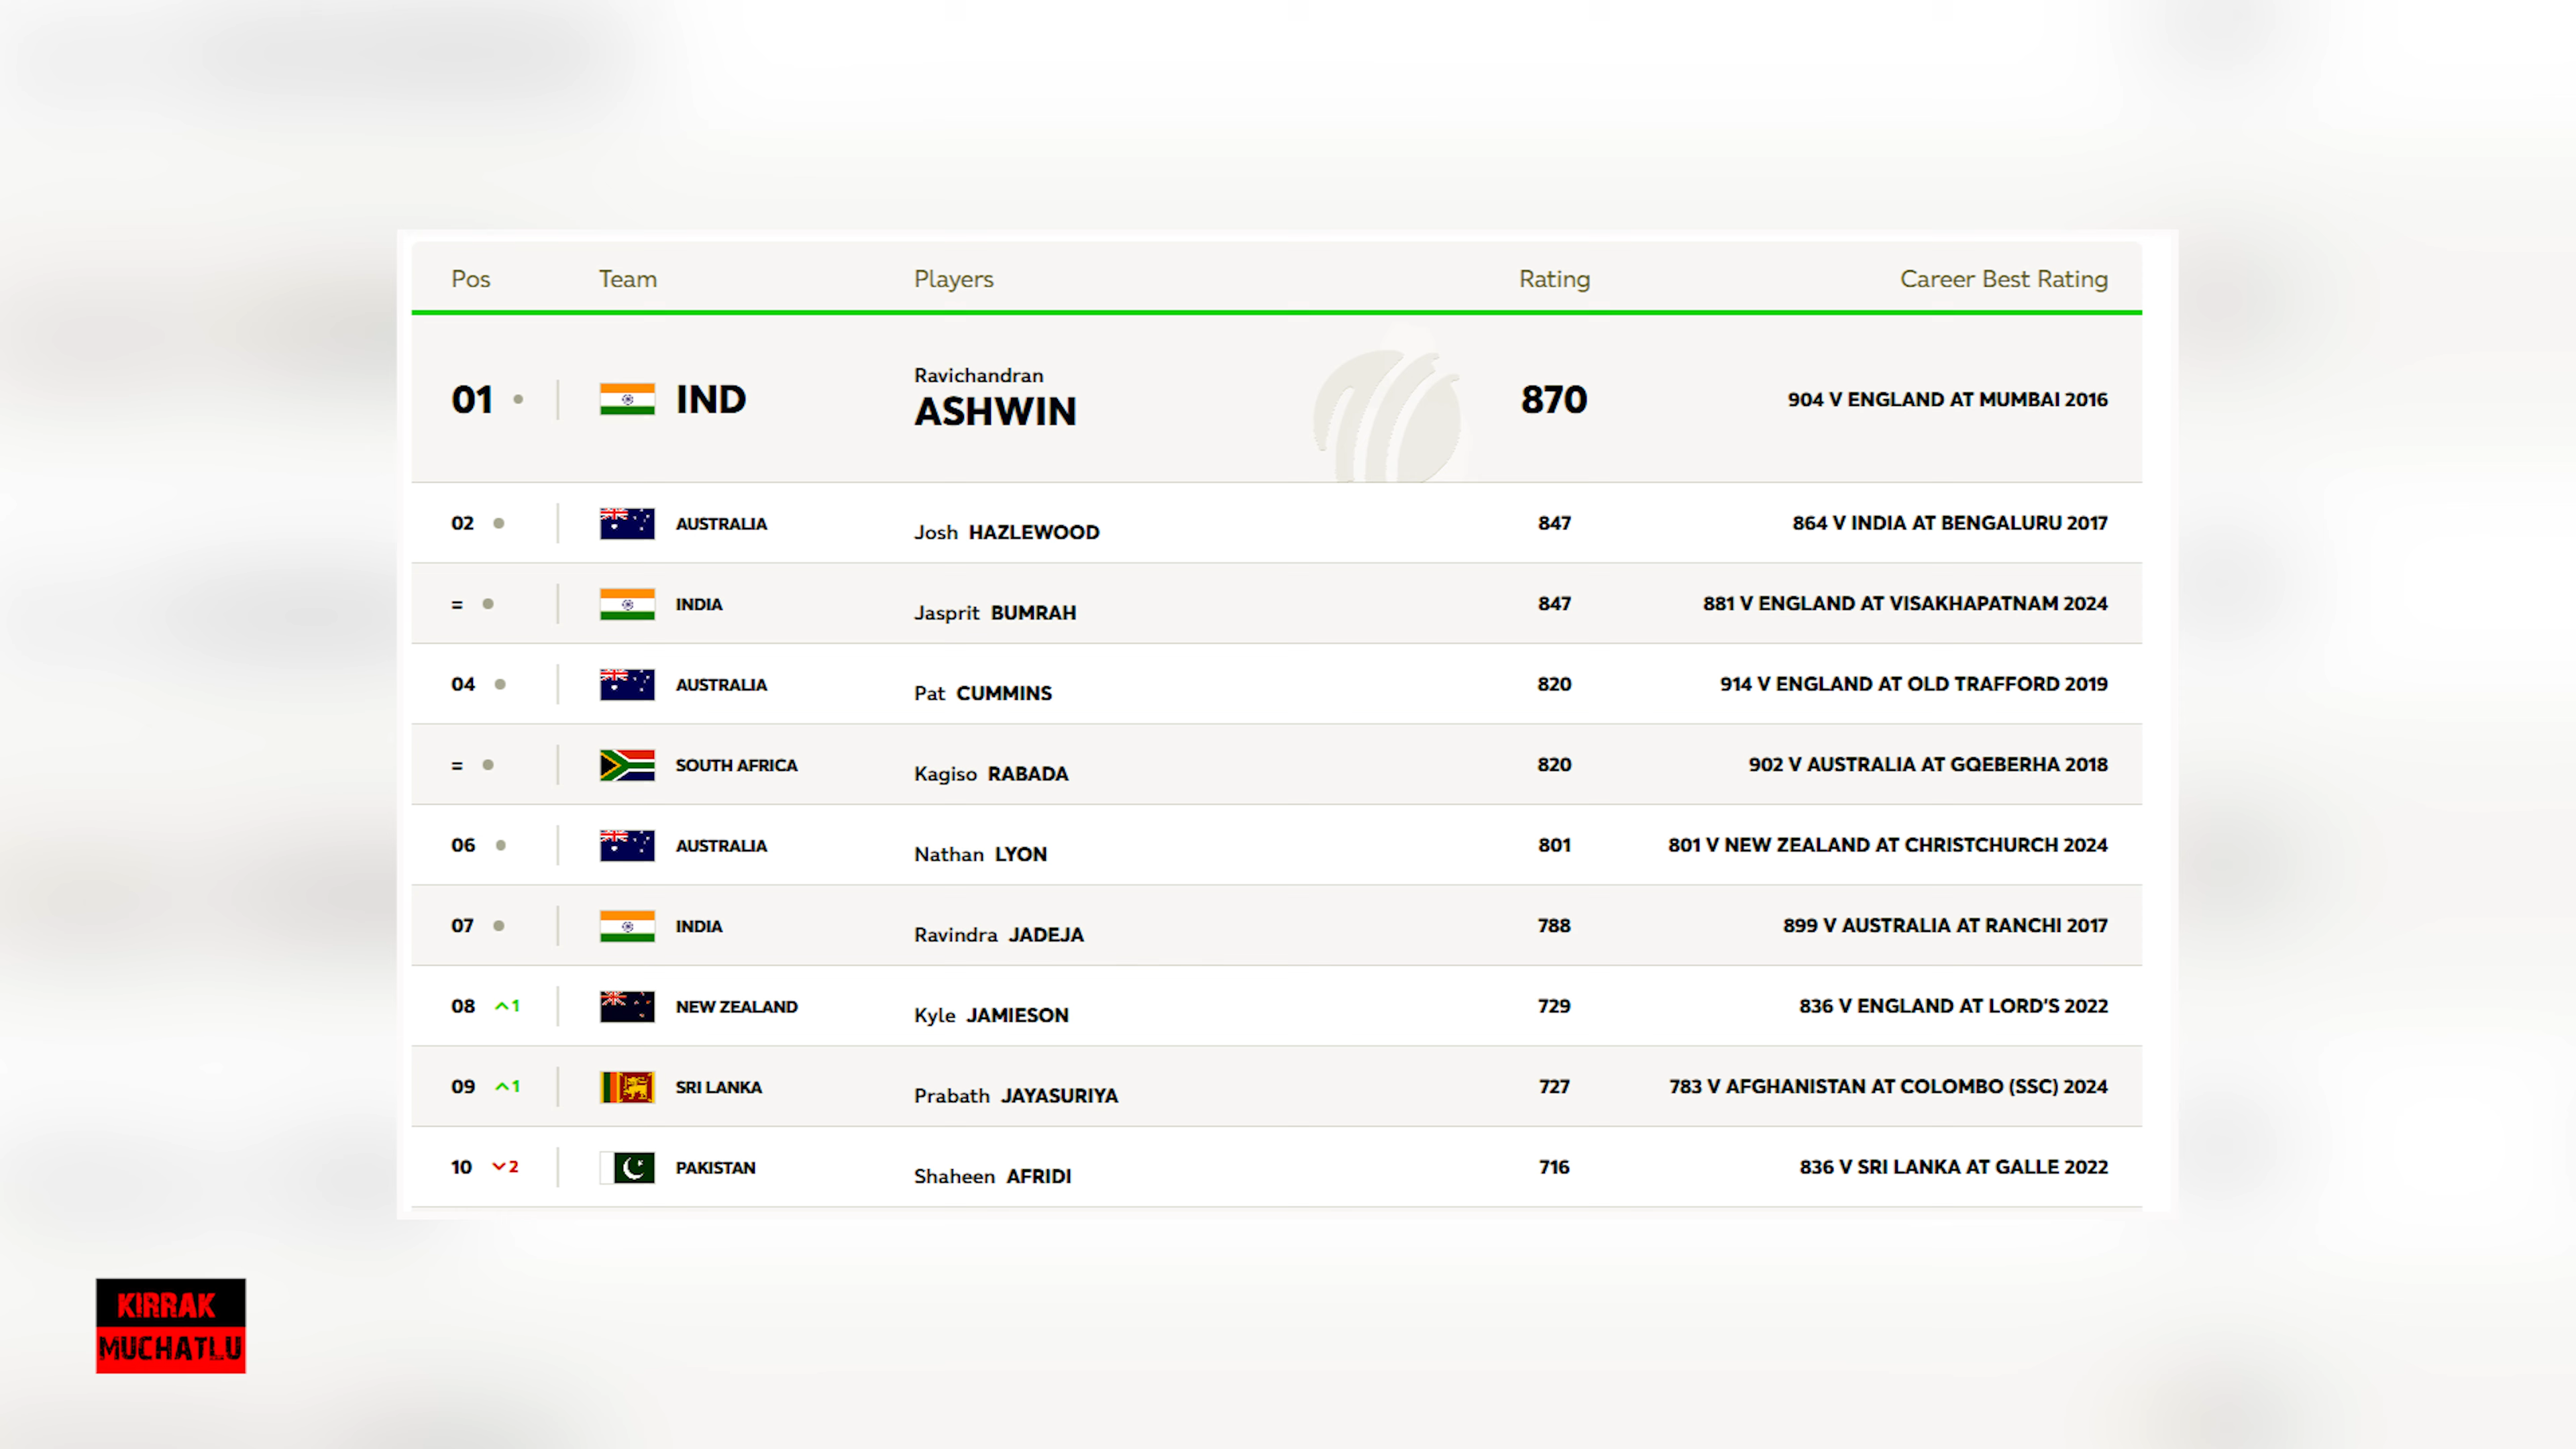 Pos Team Players Rating Career Best Rating
01 IND Ravichandran ASHWIN 870 904 V ENGLAND AT MUMBAI 2016
02 AUSTRALIA Josh HAZLEWOOD 847 864 V INDIA AT BENGALURU 2017
= INDIA Jasprit BUMRAH 847 881 V ENGLAND AT VISAKHAPATNAM 2024
04 AUSTRALIA Pat CUMMINS 820 914 V ENGLAND AT OLD TRAFFORD 2019
= SOUTH AFRICA Kagiso RABADA 820 902 V AUSTRALIA AT GQEBERHA 2018
06 AUSTRALIA Nathan LYON 801 801 V NEW ZEALAND AT CHRISTCHURCH 2024
07 INDIA Ravindra JADEJA 788 899 V AUSTRALIA AT RANCHI 2017
08 1 NEW ZEALAND Kyle JAMIESON 729 836 V ENGLAND AT LORD'S 2022
09 1 SRI LANKA Prabath JAYASURIYA 727 783 V AFGHANISTAN AT COLOMBO (SSC) 2024
10 2 PAKISTAN Shaheen AFRIDI 716 836 V SRI LANKA AT GALLE 2022
KIRRAK
MUCHATLU